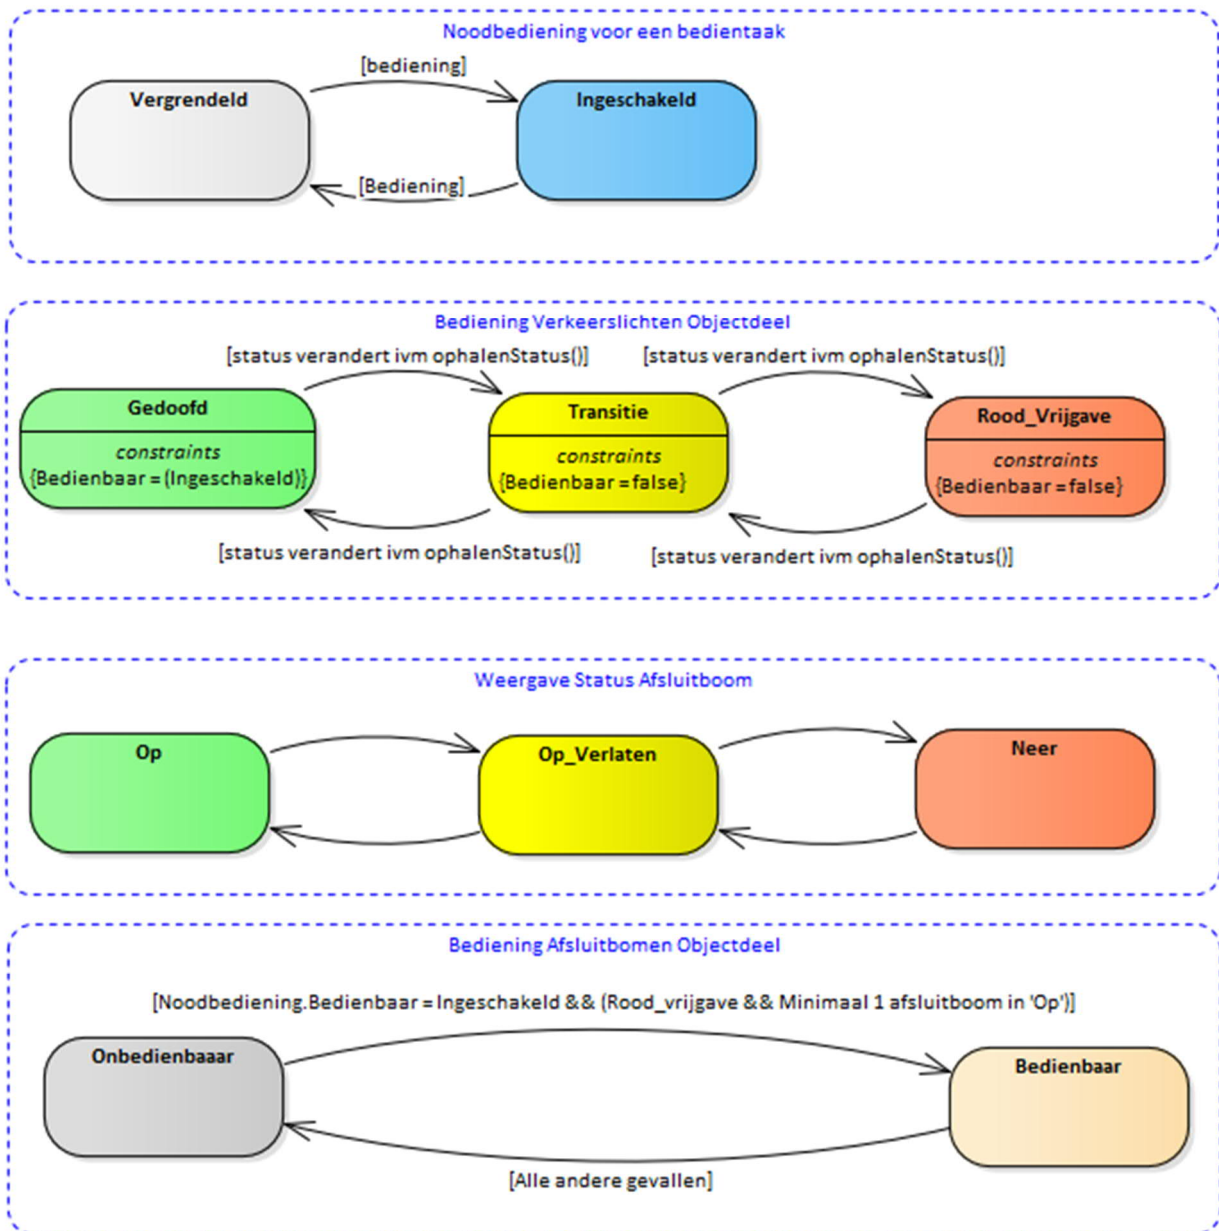 Noodbediening voor een bedientaak
[bediening]
Vergrendeld
Ingeschakeld
[Bediening]
Bediening Verkeerslichten Objectdeel
[status verandert ivm ophalenStatus()]
[status verandert ivm ophalenStatus()]
Gedoofd
constraints
{Bedienbaar = (Ingeschakeld)}
Transitie
constraints
{Bedienbaar = false}
Rood_Vrijgave
constraints
{Bedienbaar = false}
[status verandert ivm ophalenStatus()]
[status verandert ivm ophalenStatus()]
Weergave Status Afsluitboom
Op
Op_Verlaten
Neer
Bediening Afsluitbomen Objectdeel
[Noodbediening.Bedienbaar = Ingeschakeld && (Rood_vrijgave && Minimaal 1 afsluitboom in 'Op')]
Onbedienbaaar
Bedienbaar
[Alle andere gevallen]